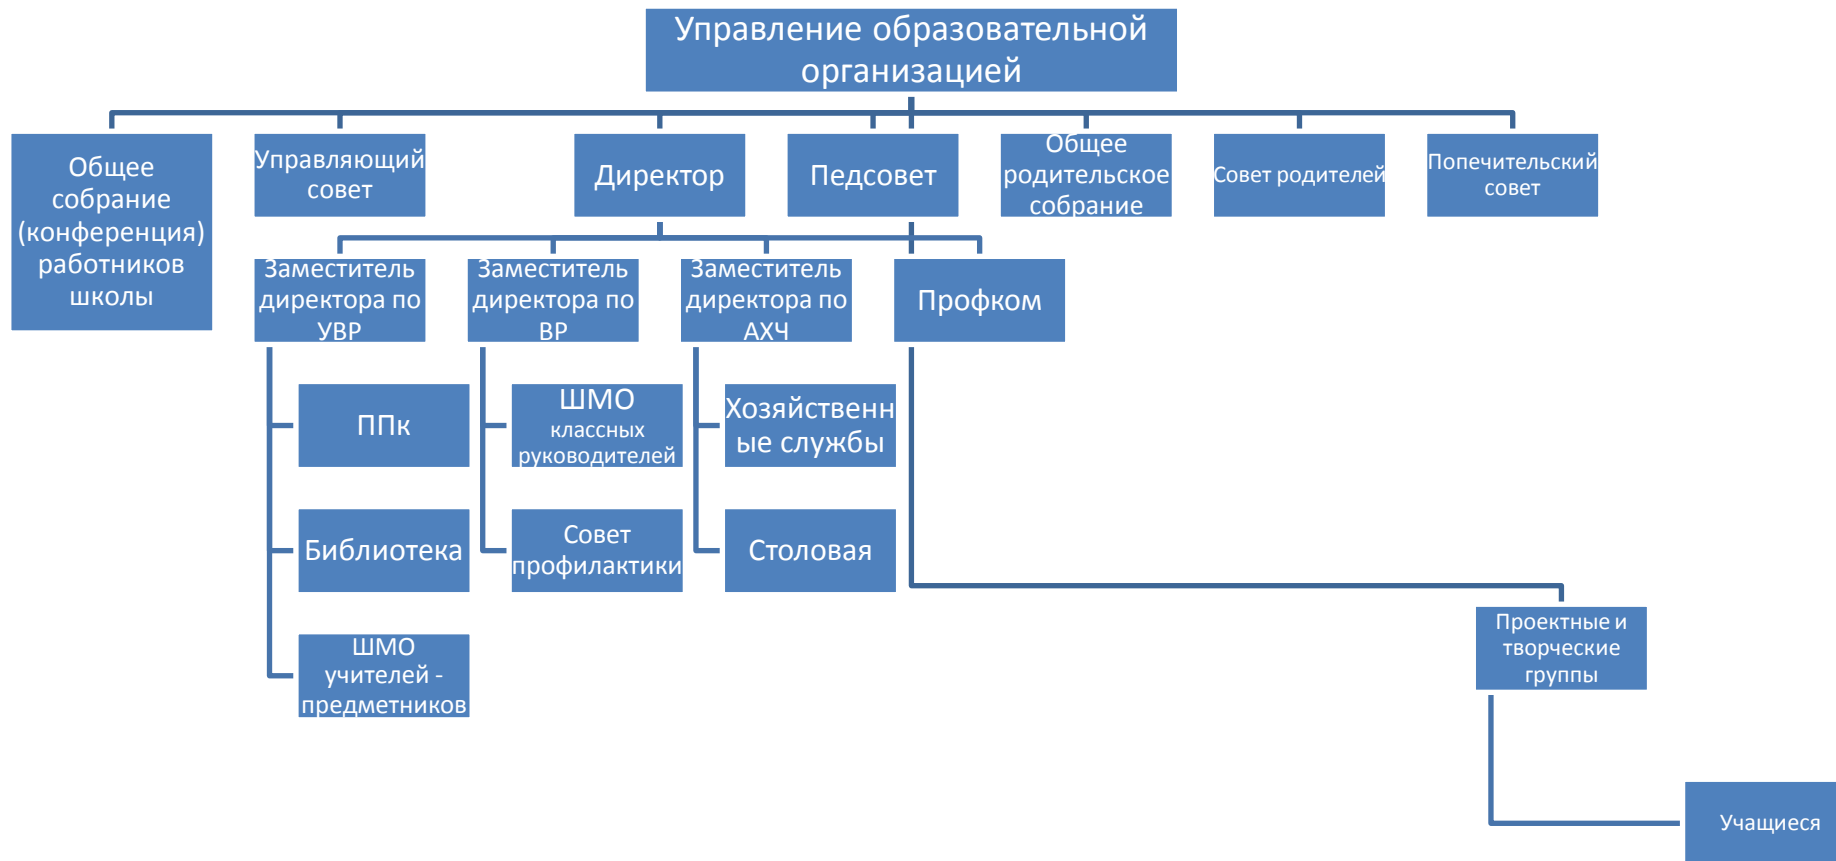 Управление образовательной
организацией
Общее
собрание
(конференция)
работников
школы
Управляющий
совет
Директор
Педсовет
Общее
родительское
собрание
Совет родителей
Попечительский
совет
Заместитель
директора по
УВР
Заместитель
директора по
ВР
Заместитель
директора по
АХЧ
Профком
ППк
ШМО
классных
руководителей
Хозяйственн
ые службы
Библиотека
Совет
профилактики
Столовая
ШМО
учителей -
предметников
Проектные и
творческие
группы
Учащиеся